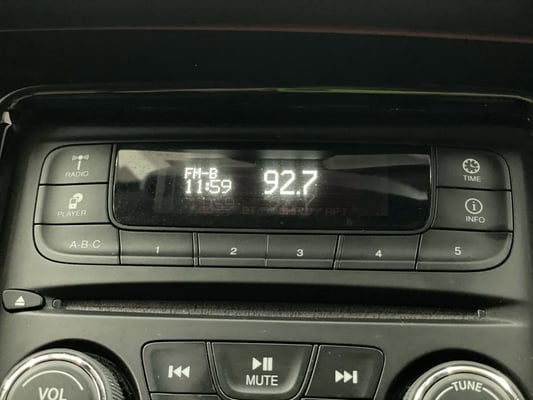 RADIO
FM-B
11:59 92.7
TIME
PLAYER
INFO
A-B-C 1 2 3 4 5
MUTE
VOL
TUNE